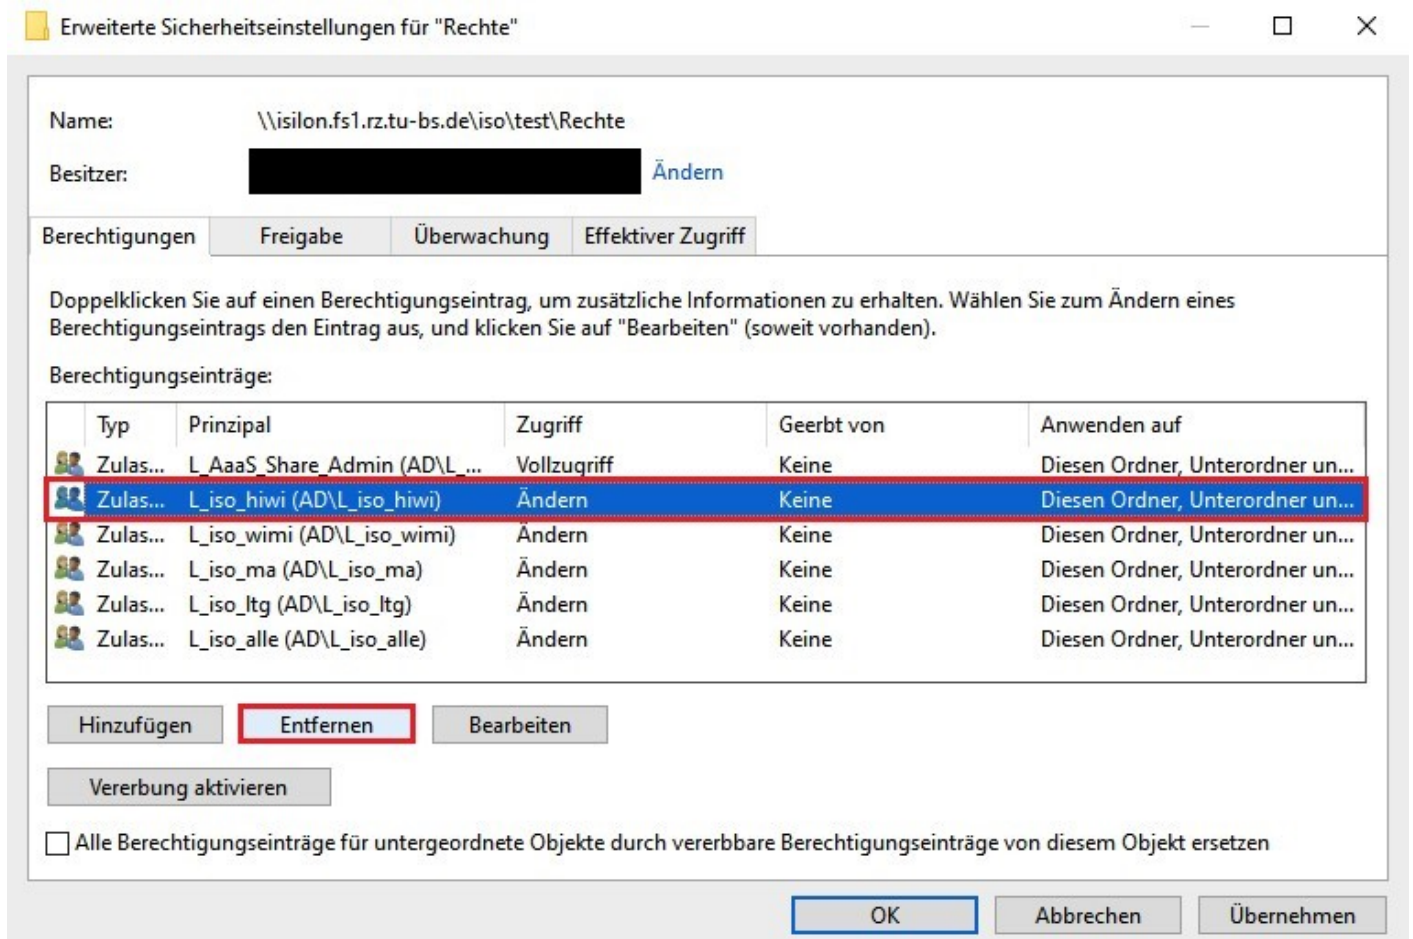 Erweiterte Sicherheitseinstellungen für "Rechte"
Name: \\isilon.fs1.rz.tu-bs.de\iso\test\Rechte
Besitzer: Ändern
Berechtigungen Freigabe Überwachung Effektiver Zugriff
Doppelklicken Sie auf einen Berechtigungseintrag, um zusätzliche Informationen zu erhalten. Wählen Sie zum Ändern eines
Berechtigungseintrags den Eintrag aus, und klicken Sie auf "Bearbeiten" (soweit vorhanden).
Berechtigungseinträge:
Typ Prinzipal Zugriff Geerbt von Anwenden auf
Zulas... L_AaaS_Share_Admin (AD\L_... Vollzugriff Keine Diesen Ordner, Unterordner un...
Zulas... L_iso_hiwi (AD\L_iso_hiwi) Ändern Keine Diesen Ordner, Unterordner un...
Zulas... L_iso_wimi (AD\L_iso_wimi) Ändern Keine Diesen Ordner, Unterordner un...
Zulas... L_iso_ma (AD\L_iso_ma) Ändern Keine Diesen Ordner, Unterordner un...
Zulas... L_iso_ltg (AD\L_iso_ltg) Ändern Keine Diesen Ordner, Unterordner un...
Zulas... L_iso_alle (AD\L_iso_alle) Ändern Keine Diesen Ordner, Unterordner un...
Hinzufügen Entfernen Bearbeiten
Vererbung aktivieren
Alle Berechtigungseinträge für untergeordnete Objekte durch vererbbare Berechtigungseinträge von diesem Objekt ersetzen
OK Abbrechen Übernehmen